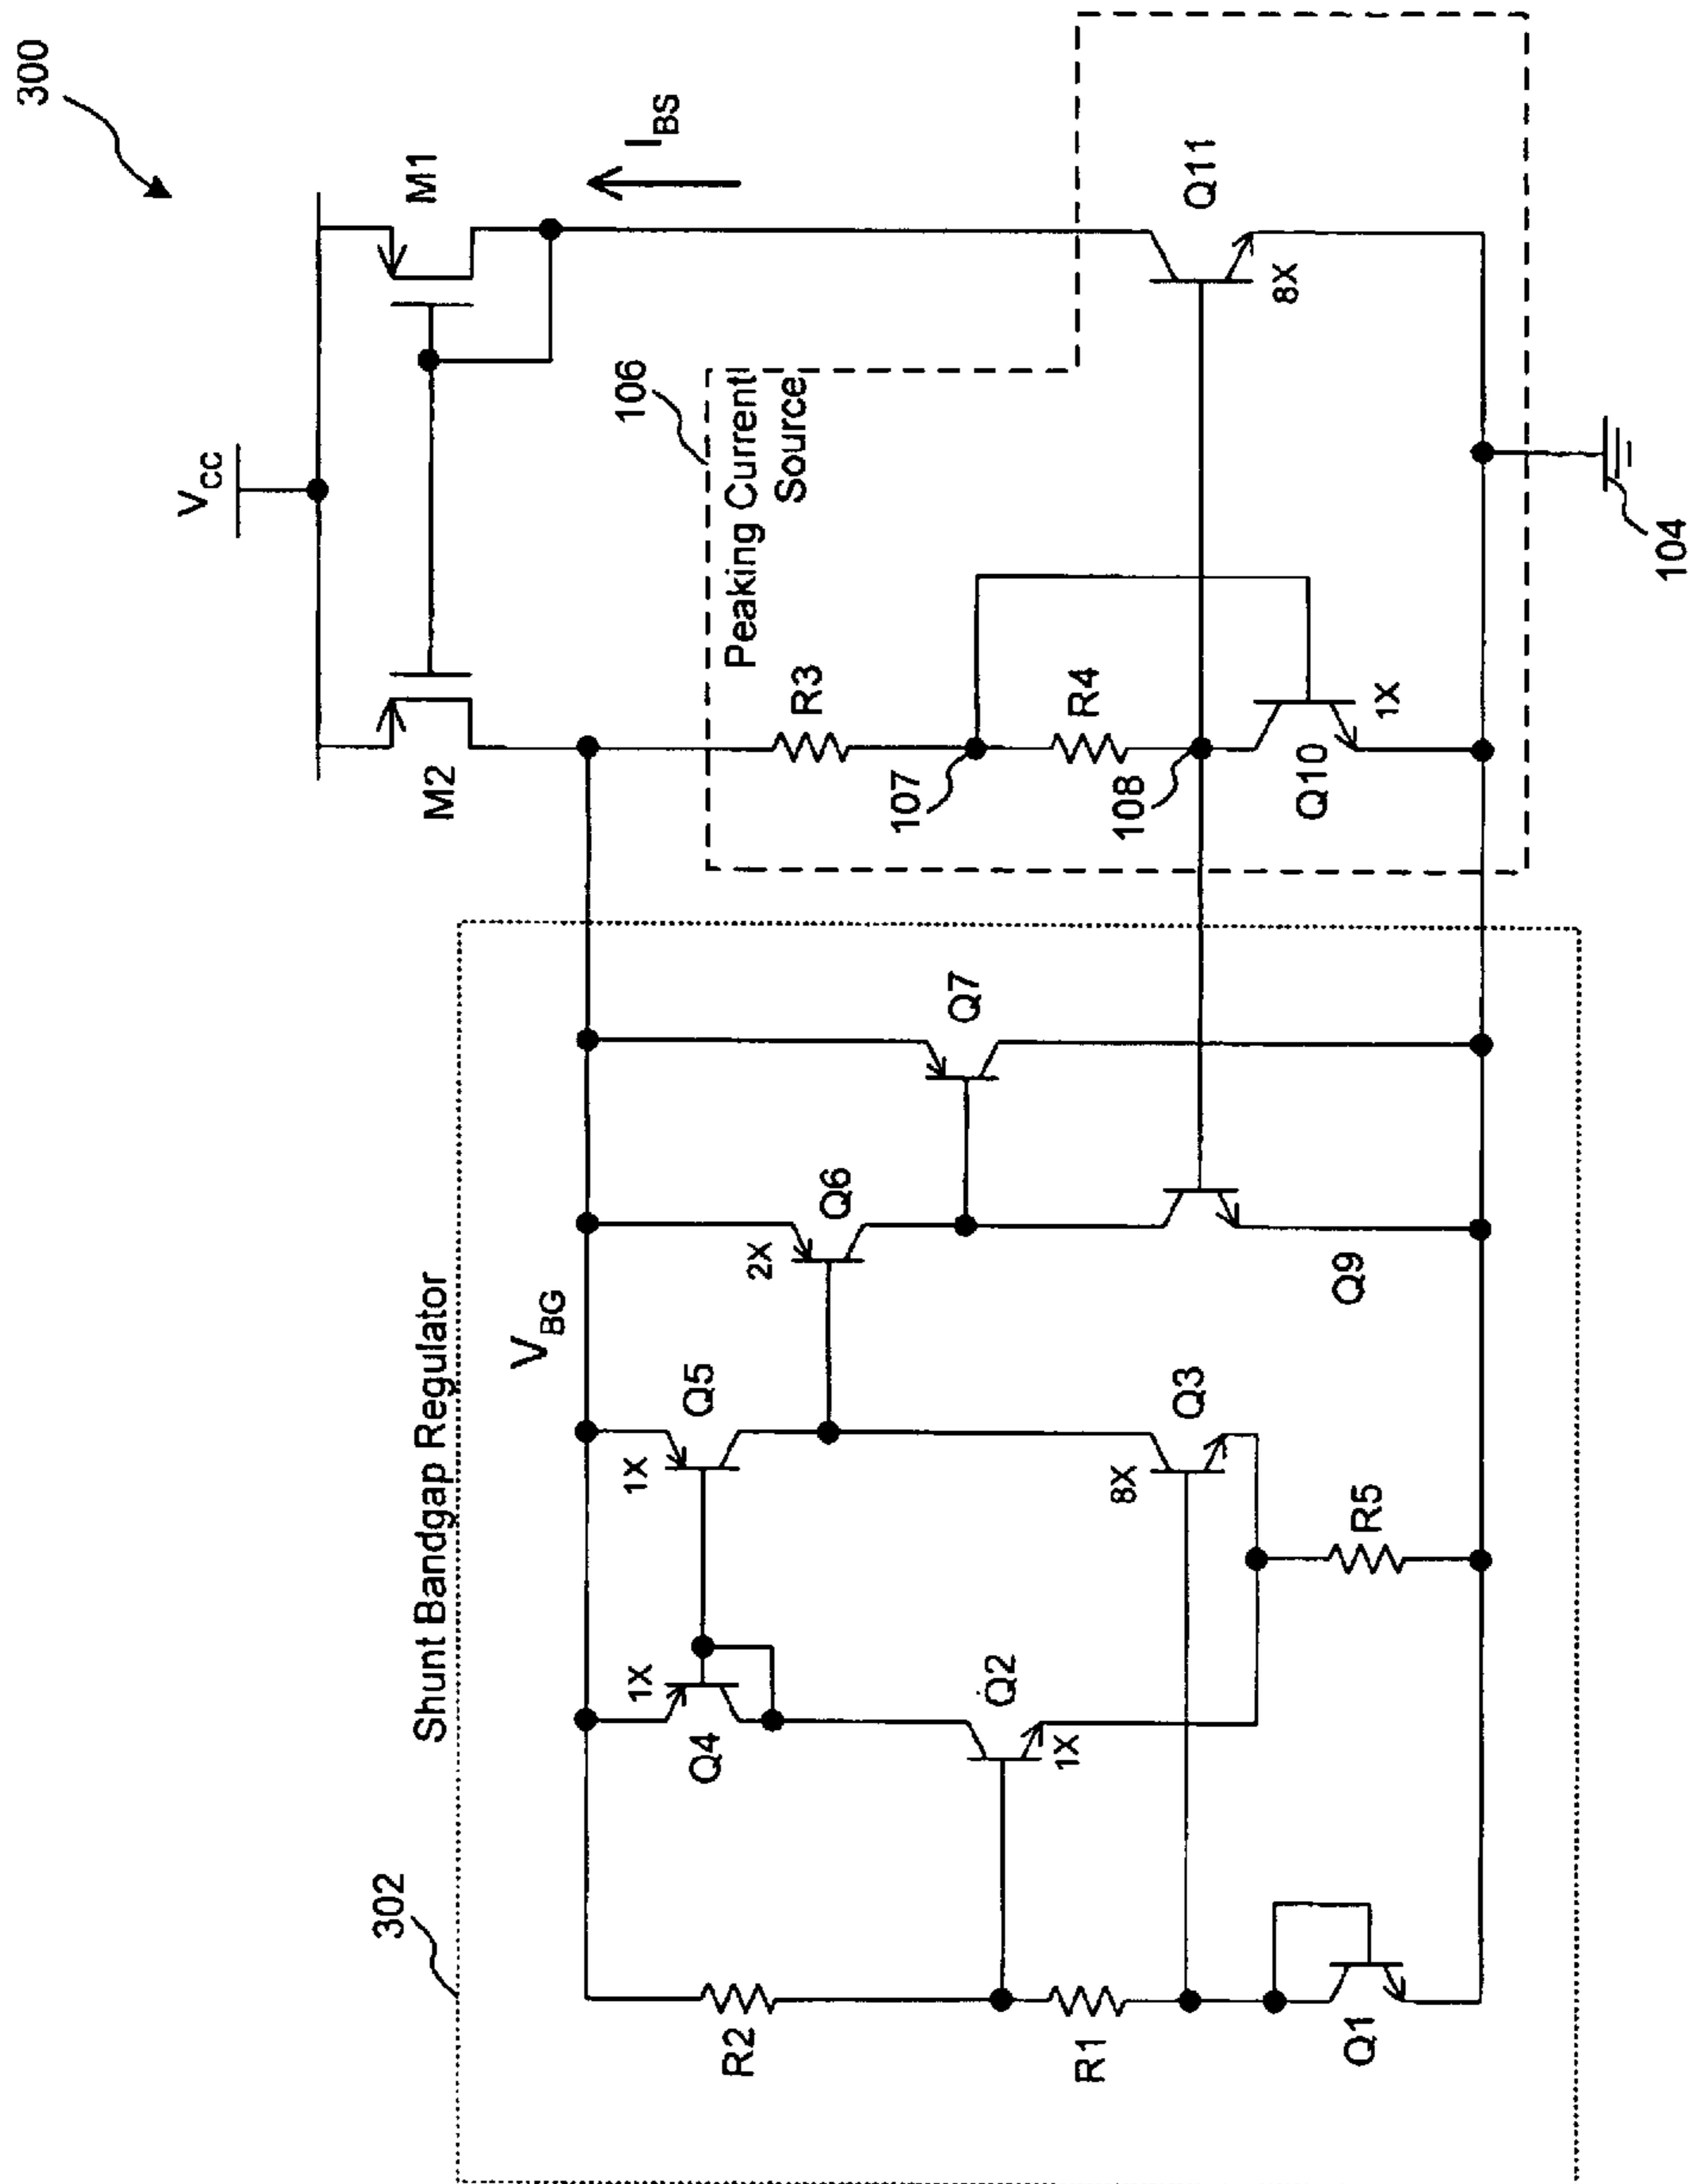 300
V_CC
M2
M1
I_BS
106
Peaking Current
Source
R3
107
R4
108
Q10
1X
Q11
8X
104
302
Shunt Bandgap Regulator
V_BG
R2
R1
Q1
Q4
1X
Q5
1X
Q2
1X
Q3
8X
R5
Q6
2X
Q7
Q9